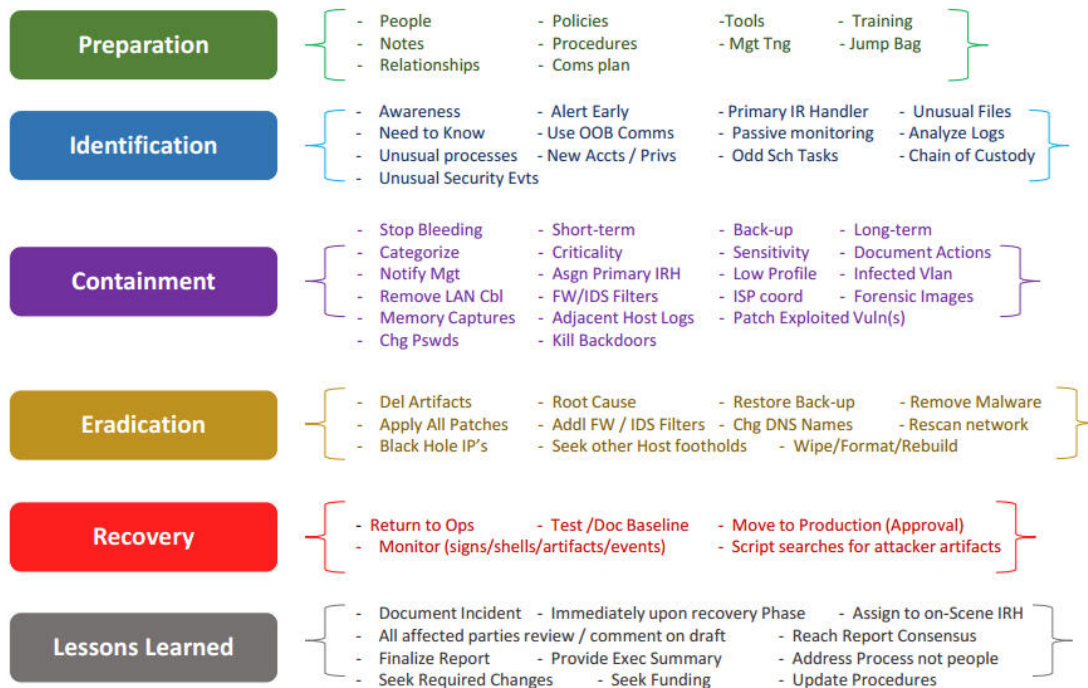 Preparation
- People - Policies -Tools - Training
- Notes - Procedures - Mgt Tng - Jump Bag
- Relationships - Coms plan
Identification
- Awareness - Alert Early - Primary IR Handler - Unusual Files
- Need to Know - Use OOB Comms - Passive monitoring - Analyze Logs
- Unusual processes - New Accts / Privs - Odd Sch Tasks - Chain of Custody
- Unusual Security Evts
Containment
- Stop Bleeding - Short-term - Back-up - Long-term
- Categorize - Criticality - Sensitivity - Document Actions
- Notify Mgt - Asgn Primary IRH - Low Profile - Infected Vlan
- Remove LAN Cbl - FW/IDS Filters - ISP coord - Forensic Images
- Memory Captures - Adjacent Host Logs - Patch Exploited Vuln(s)
- Chg Pswds - Kill Backdoors
Eradication
- Del Artifacts - Root Cause - Restore Back-up - Remove Malware
- Apply All Patches - Addl FW / IDS Filters - Chg DNS Names - Rescan network
- Black Hole IP's - Seek other Host footholds - Wipe/Format/Rebuild
Recovery
- Return to Ops - Test /Doc Baseline - Move to Production (Approval)
- Monitor (signs/shells/artifacts/events) - Script searches for attacker artifacts
Lessons Learned
- Document Incident - Immediately upon recovery Phase - Assign to on-Scene IRH
- All affected parties review / comment on draft - Reach Report Consensus
- Finalize Report - Provide Exec Summary - Address Process not people
- Seek Required Changes - Seek Funding - Update Procedures